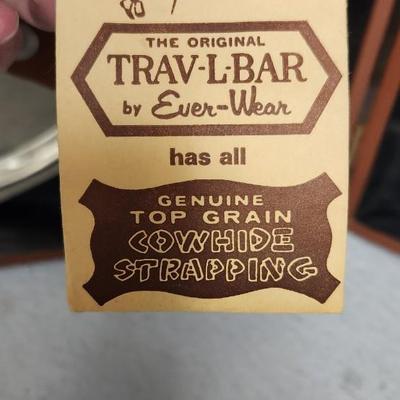 THE ORIGINAL
TRAV-L-BAR
by Ever-Wear
has all
GENUINE
TOP GRAIN
COWHIDE
STRAPPING